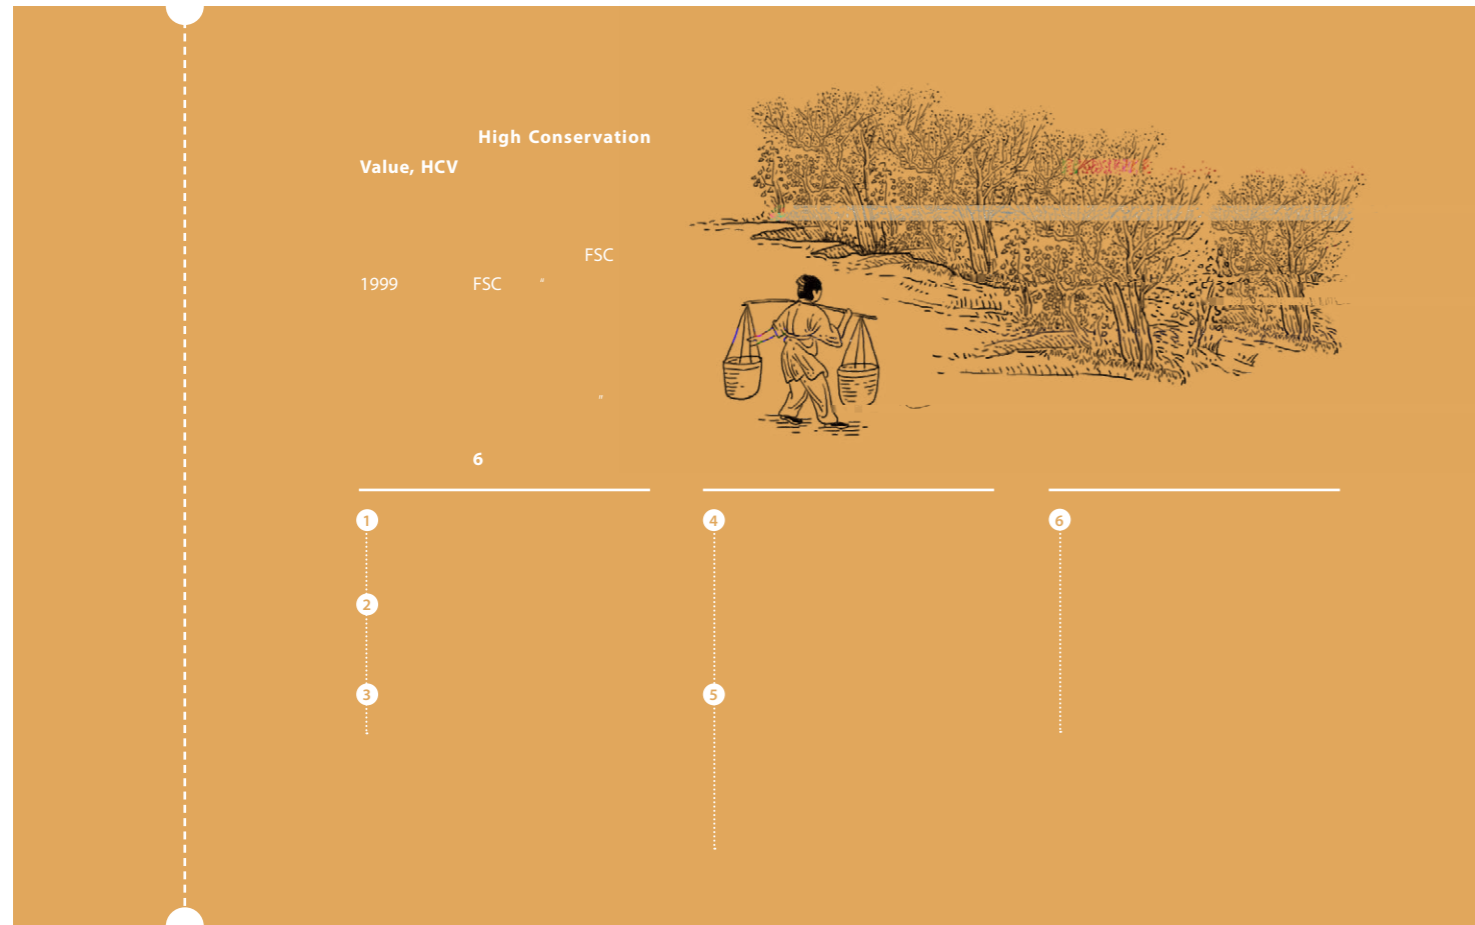 High Conservation
Value, HCV
FSC
1999 FSC “
“
6
1
2
3
4
5
6